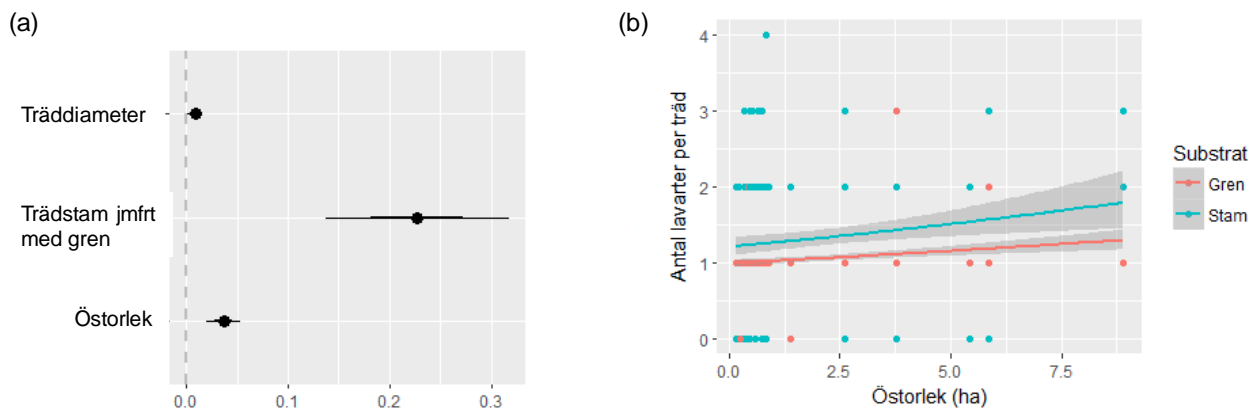 (a)
Träddiameter
Trädstam jmfrt
med gren
Östorlek
0.0 0.1 0.2 0.3
(b)
Antal lavarter per träd
4
3
2
1
0
0.0 2.5 5.0 7.5
Östorlek (ha)
Substrat
Gren
Stam